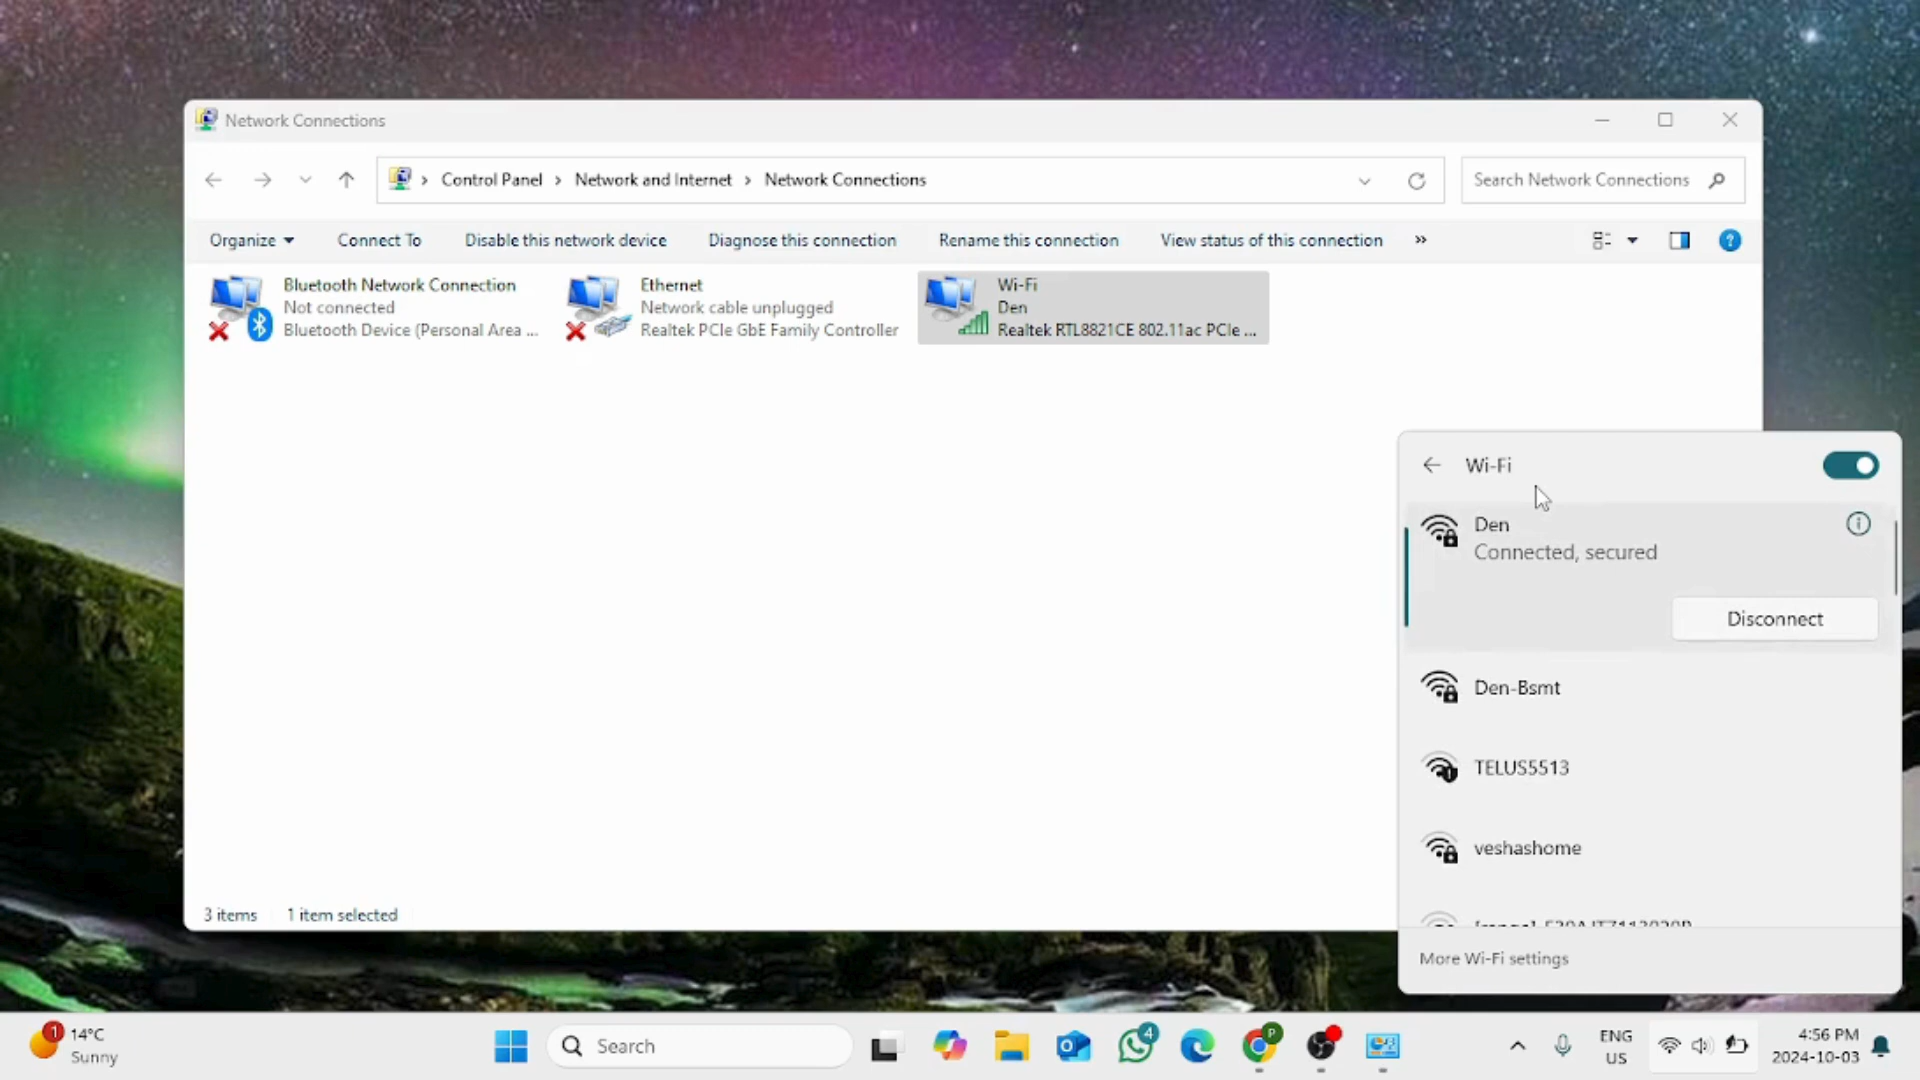 Network Connections
Control Panel > Network and Internet > Network Connections
Search Network Connections
Organize
Connect To
Disable this network device
Diagnose this connection
Rename this connection
View status of this connection
»
Bluetooth Network Connection
Not connected
Bluetooth Device (Personal Area ...
Ethernet
Network cable unplugged
Realtek PCIe GbE Family Controller
Wi-Fi
Den
Realtek RTL8821CE 802.11ac PCIe ...
Wi-Fi
Den
Connected, secured
Disconnect
Den-Bsmt
TELUS5513
veshashome
More Wi-Fi settings
3 items
1 item selected
1
14°C
Sunny
Search
4
P
ENG
US
4:56 PM
2024-10-03